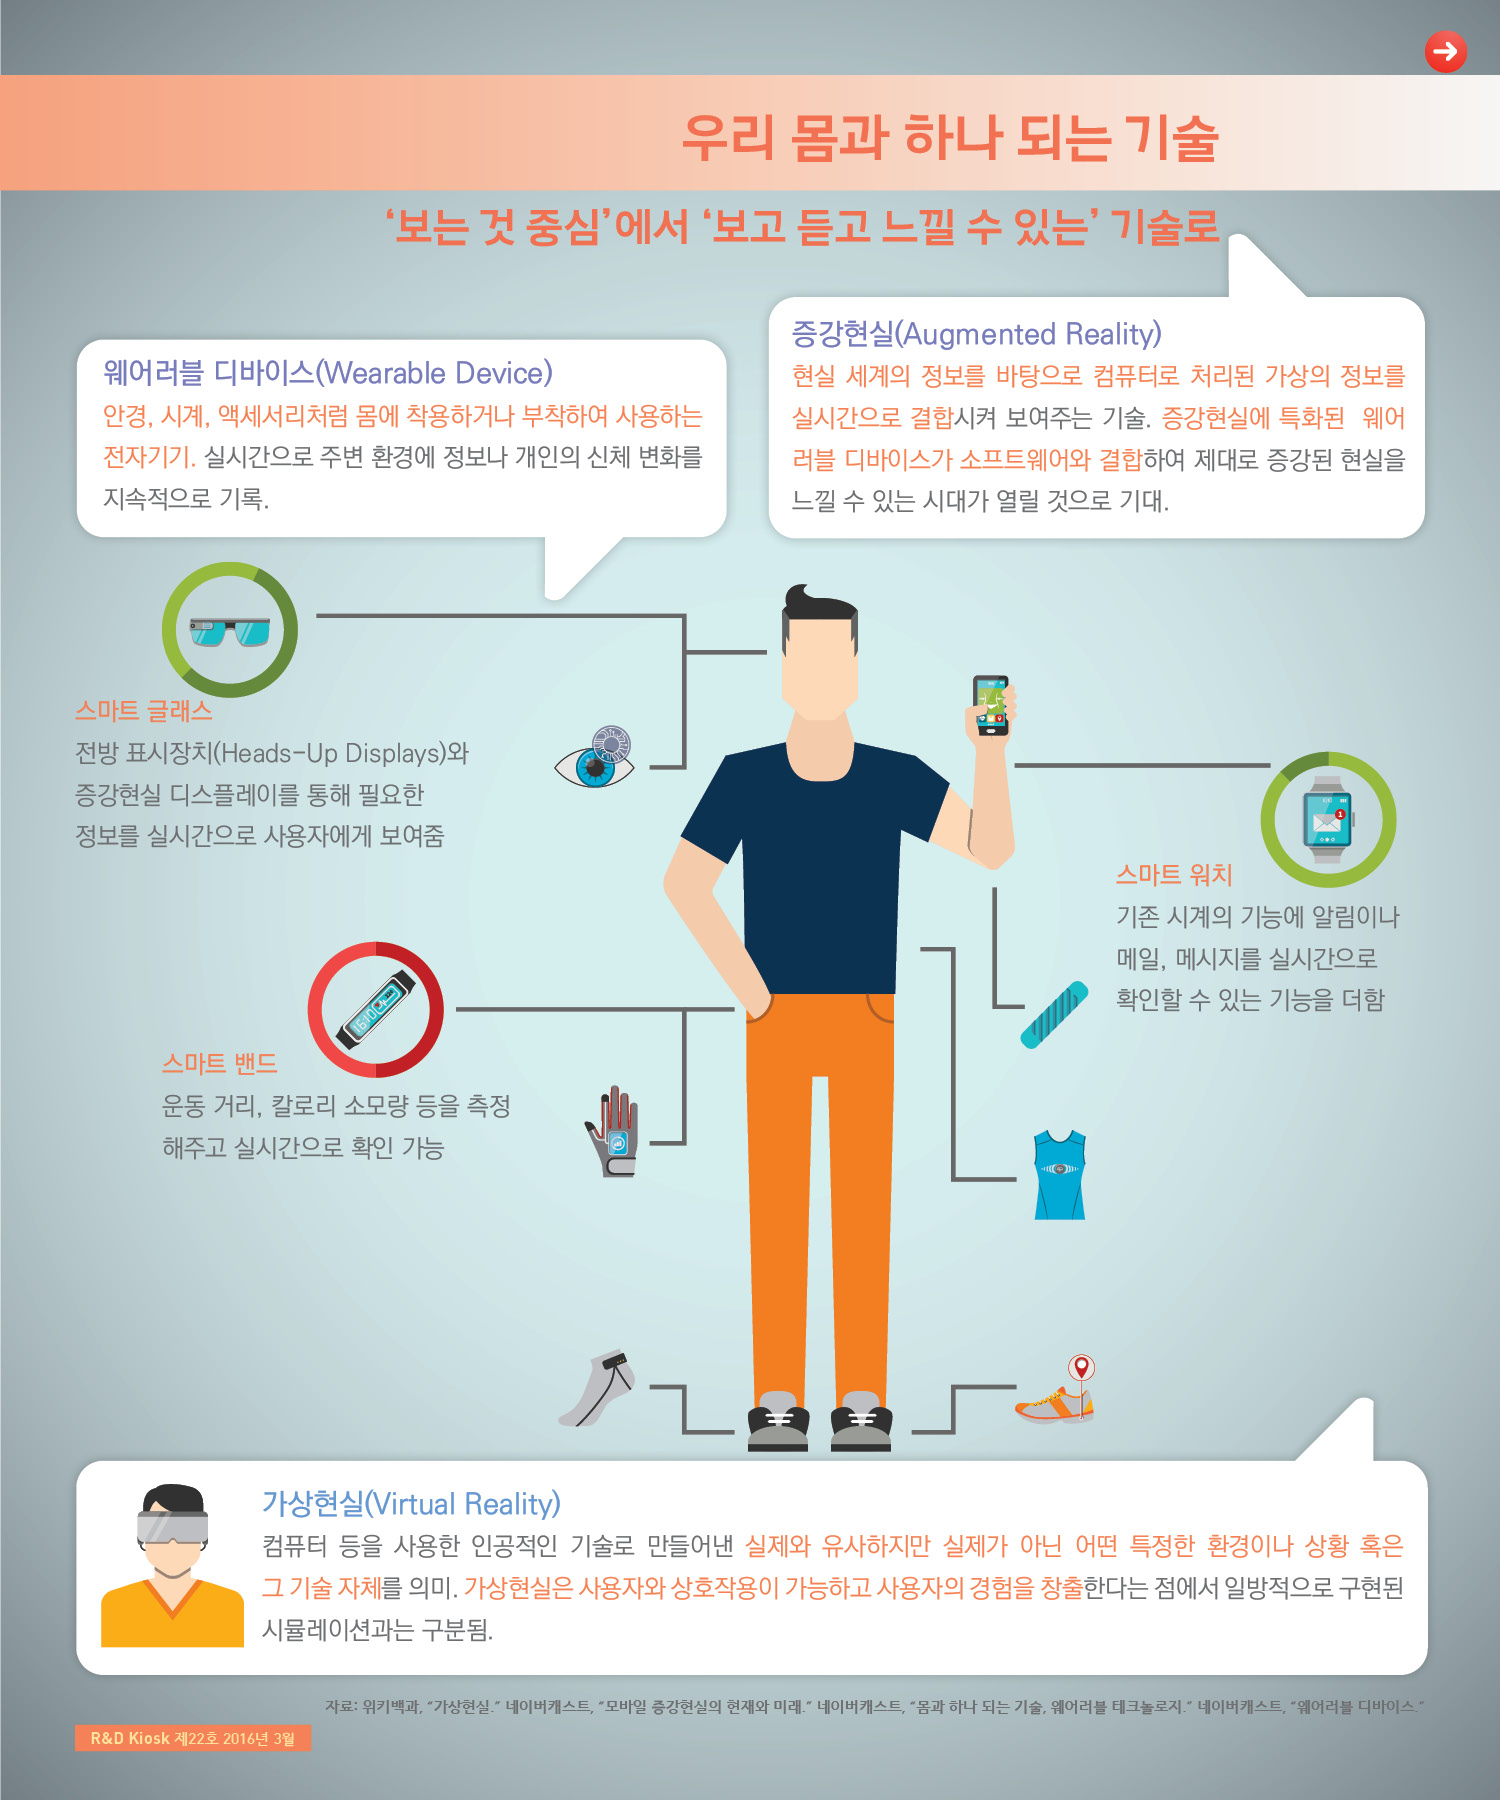 우리 몸과 하나 되는 기술
‘보는 것 중심’에서 ‘보고 듣고 느낄 수 있는’ 기술로
웨어러블 디바이스(Wearable Device)
안경, 시계, 액세서리처럼 몸에 착용하거나 부착하여 사용하는
전자기기. 실시간으로 주변 환경에 정보나 개인의 신체 변화를
지속적으로 기록.
증강현실(Augmented Reality)
현실 세계의 정보를 바탕으로 컴퓨터로 처리된 가상의 정보를
실시간으로 결합시켜 보여주는 기술. 증강현실에 특화된 웨어
러블 디바이스가 소프트웨어와 결합하여 제대로 증강된 현실을
느낄 수 있는 시대가 열릴 것으로 기대.
스마트 글래스
전방 표시장치(Heads-Up Displays)와
증강현실 디스플레이를 통해 필요한
정보를 실시간으로 사용자에게 보여줌
1
스마트 워치
기존 시계의 기능에 알림이나
메일, 메시지를 실시간으로
확인할 수 있는 기능을 더함
16:10
스마트 밴드
운동 거리, 칼로리 소모량 등을 측정
해주고 실시간으로 확인 가능
가상현실(Virtual Reality)
컴퓨터 등을 사용한 인공적인 기술로 만들어낸 실제와 유사하지만 실제가 아닌 어떤 특정한 환경이나 상황 혹은
그 기술 자체를 의미. 가상현실은 사용자와 상호작용이 가능하고 사용자의 경험을 창출한다는 점에서 일방적으로 구현된
시뮬레이션과는 구분됨.
자료: 위키백과, “가상현실.” 네이버캐스트, “모바일 증강현실의 현재와 미래.” 네이버캐스트, “몸과 하나 되는 기술, 웨어러블 테크놀로지.” 네이버캐스트, “웨어러블 디바이스.”
R&D Kiosk 제22호 2016년 3월